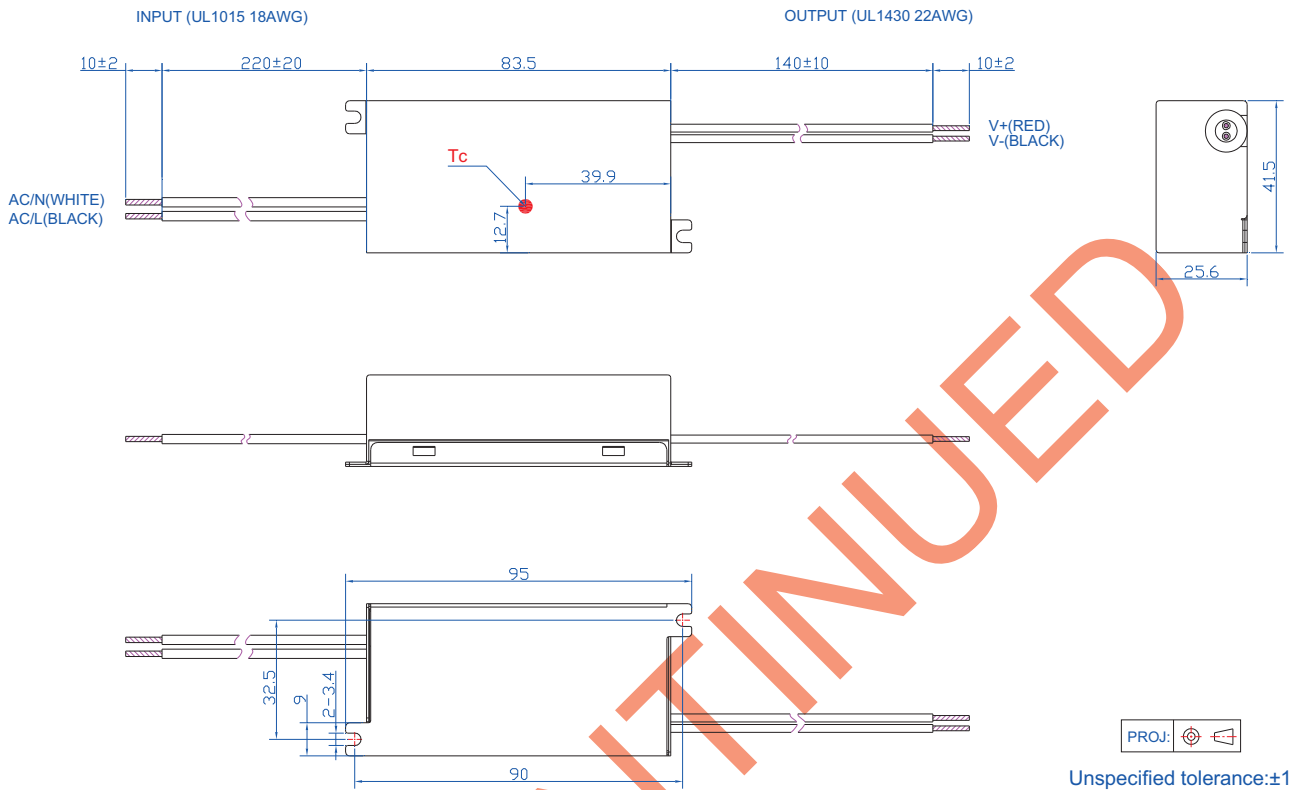 INPUT (UL1015 18AWG)
OUTPUT (UL1430 22AWG)
10±2
220±20
83.5
140±10
10±2
V+(RED)
V-(BLACK)
Tc
39.9
12.7
AC/N(WHITE)
AC/L(BLACK)
41.5
25.6
95
32.5
9
2-3.4
90
TINUED
PROJ:
Unspecified tolerance:±1